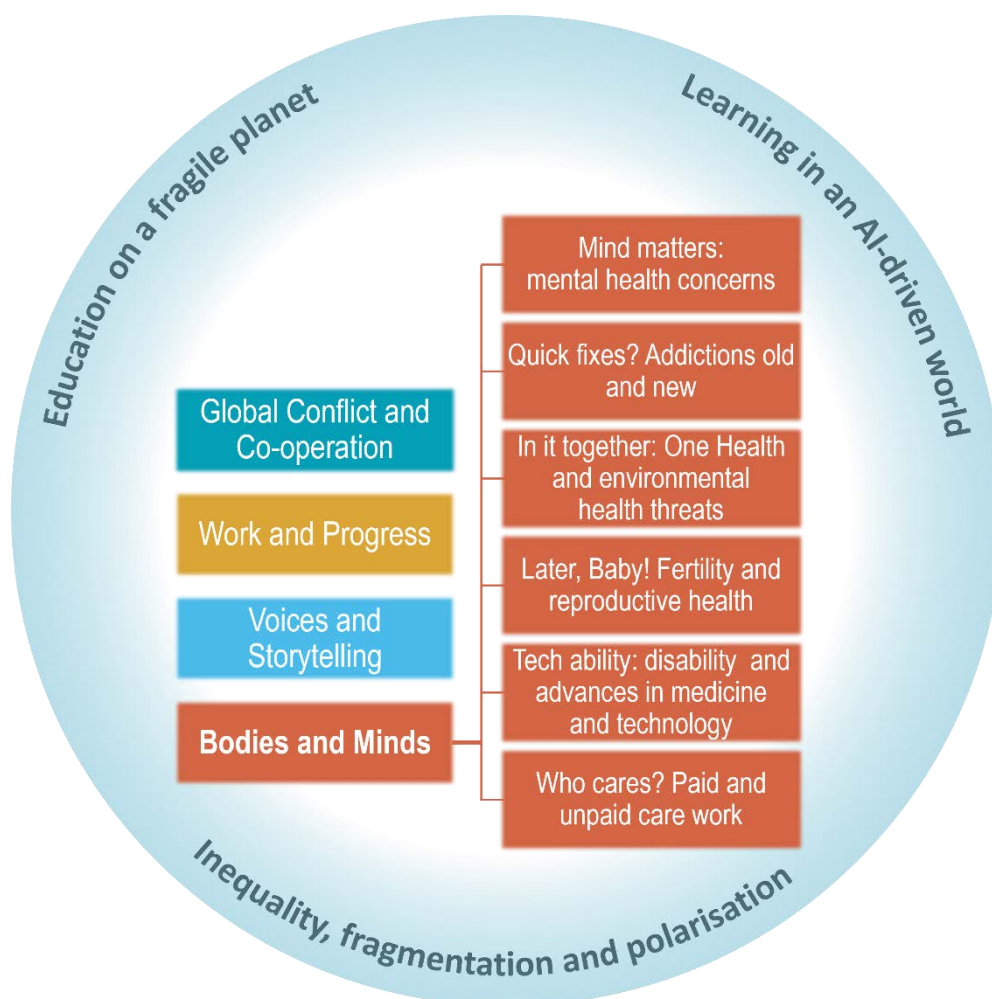 Education on a fragile planet
Learning in an AI-driven world
Global Conflict and
Co-operation
Work and Progress
Voices and
Storytelling
Bodies and Minds
Mind matters:
mental health concerns
Quick fixes? Addictions old
and new
In it together: One Health
and environmental
health threats
Later, Baby! Fertility and
reproductive health
Tech ability: disability and
advances in medicine
and technology
Who cares? Paid and
unpaid care work
Inequality, fragmentation and polarisation